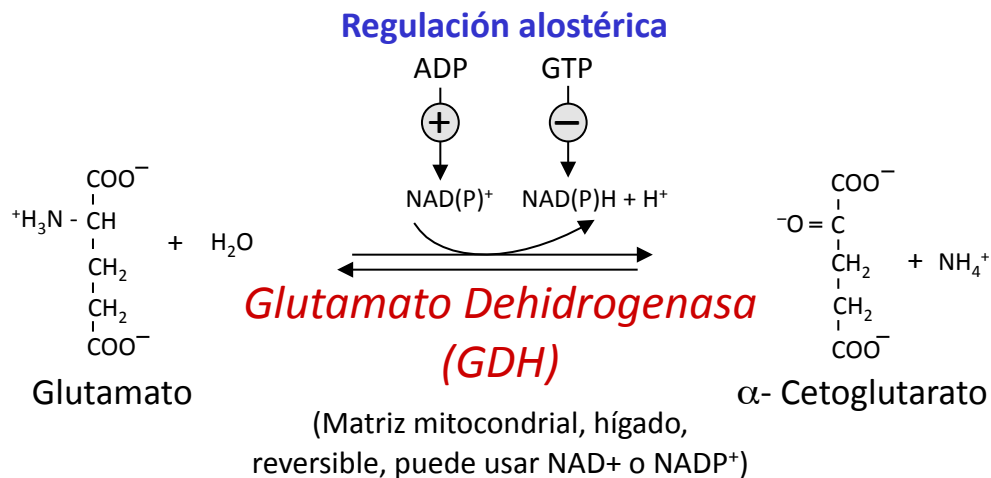 Regulación alostérica
ADP GTP
+ −
NAD(P)⁺ NAD(P)H + H⁺
COO⁻
⁺H₃N - CH
CH₂
CH₂
COO⁻
+ H₂O
COO⁻
⁻O = C
CH₂
CH₂
COO⁻
+ NH₄⁺
Glutamato Dehidrogenasa
(GDH)
Glutamato
α- Cetoglutarato
(Matriz mitocondrial, hígado,
reversible, puede usar NAD+ o NADP⁺)